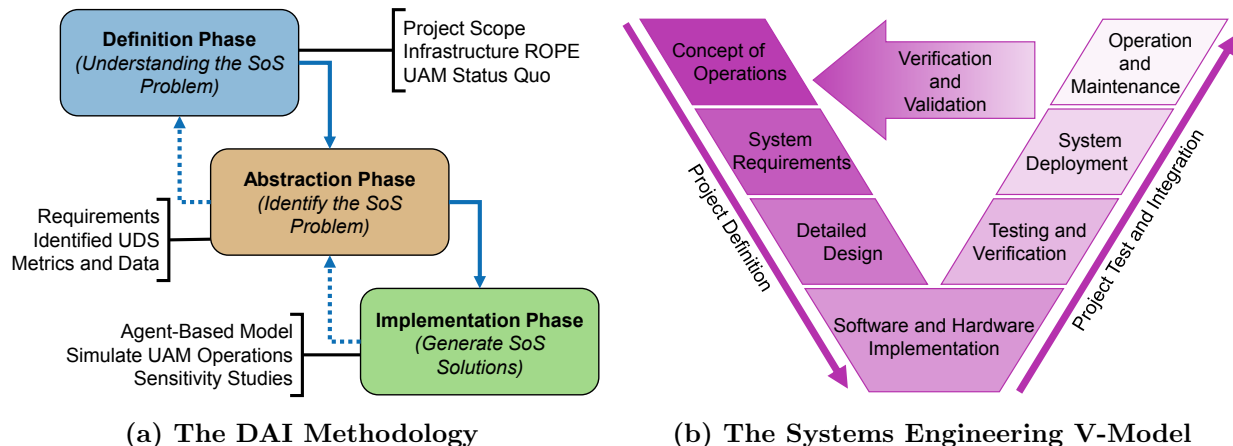 Definition Phase
(Understanding the SoS
Problem)
Project Scope
Infrastructure ROPE
UAM Status Quo
Abstraction Phase
(Identify the SoS
Problem)
Requirements
Identified UDS
Metrics and Data
Implementation Phase
(Generate SoS
Solutions)
Agent-Based Model
Simulate UAM Operations
Sensitivity Studies
(a) The DAI Methodology
Concept of
Operations
Verification
and
Validation
Operation
and
Maintenance
System
Requirements
System
Deployment
Detailed
Design
Testing and
Verification
Software and Hardware
Implementation
Project Definition
Project Test and Integration
(b) The Systems Engineering V-Model